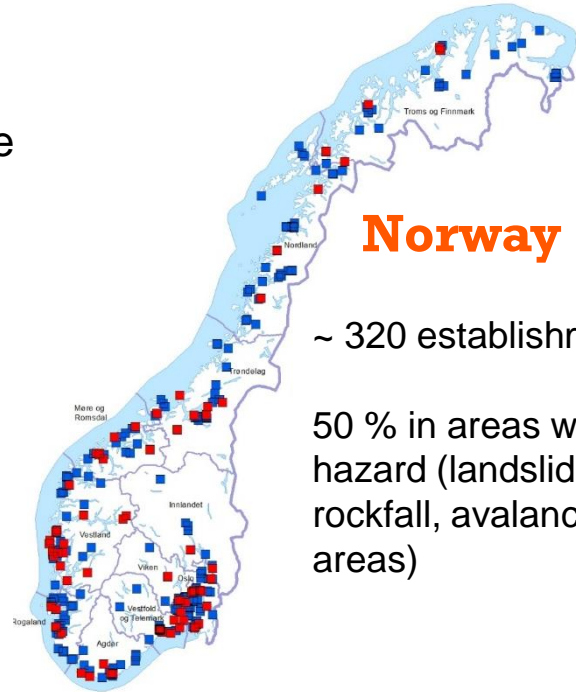 e
Troms og Finnmark
Norway
Nordland
~ 320 establishr
Trøndelag
50 % in areas w
Møre og
Romsdal
hazard (landslid
rockfall, avalanc
Innlandet
areas)
Vestland
Viken
Oslo
Vestfold
og Telemark
Rogaland
Agder